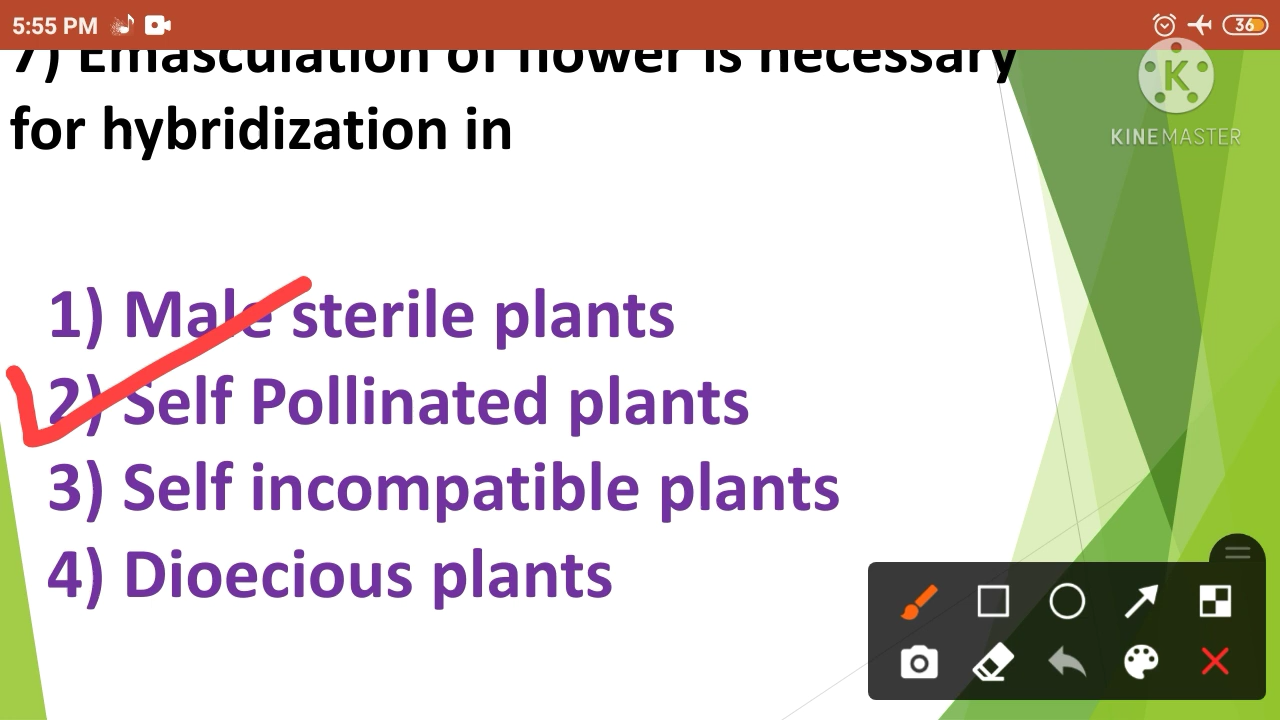 5:55 PM
36
7) Emasculation of flower is necessary
for hybridization in
K
KINEMASTER
1) Male sterile plants
2) Self Pollinated plants
3) Self incompatible plants
4) Dioecious plants